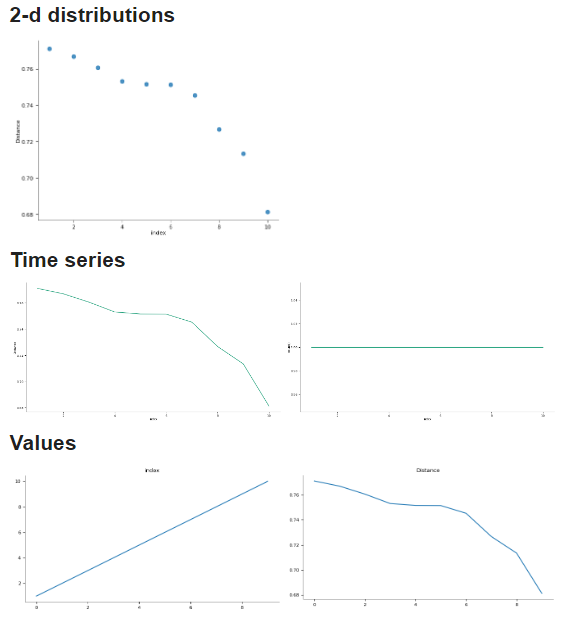 2-d distributions
0.76
0.74
0.72
0.70
0.68
Distance
2 4 6 8 10
index
Time series
Values
index
10
8
6
4
2
0 2 4 6 8
Distance
0.76
0.74
0.72
0.70
0.68
0 2 4 6 8